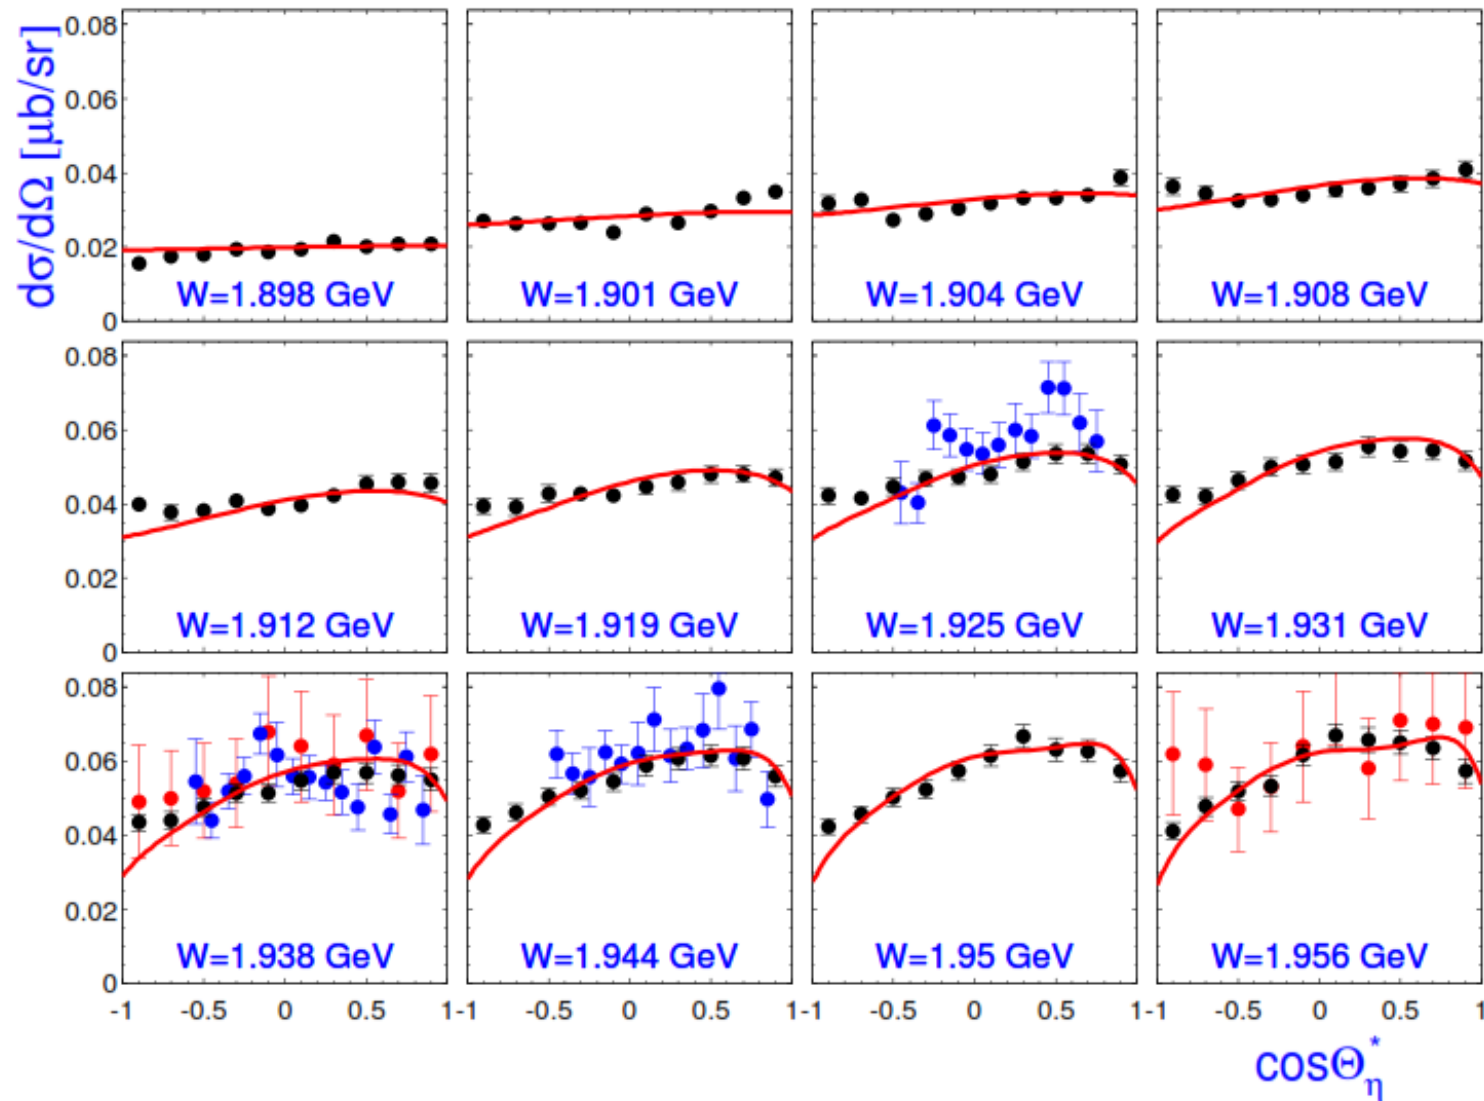 dσ/dΩ [μb/sr]
0.08
0.06
0.04
0.02
0
W=1.898 GeV W=1.901 GeV W=1.904 GeV W=1.908 GeV
0.08
0.06
0.04
0.02
0
W=1.912 GeV W=1.919 GeV W=1.925 GeV W=1.931 GeV
0.08
0.06
0.04
0.02
0
W=1.938 GeV W=1.944 GeV W=1.95 GeV W=1.956 GeV
-1 -0.5 0 0.5 1-1 -0.5 0 0.5 1-1 -0.5 0 0.5 1-1 -0.5 0 0.5 1
cosΘ*η